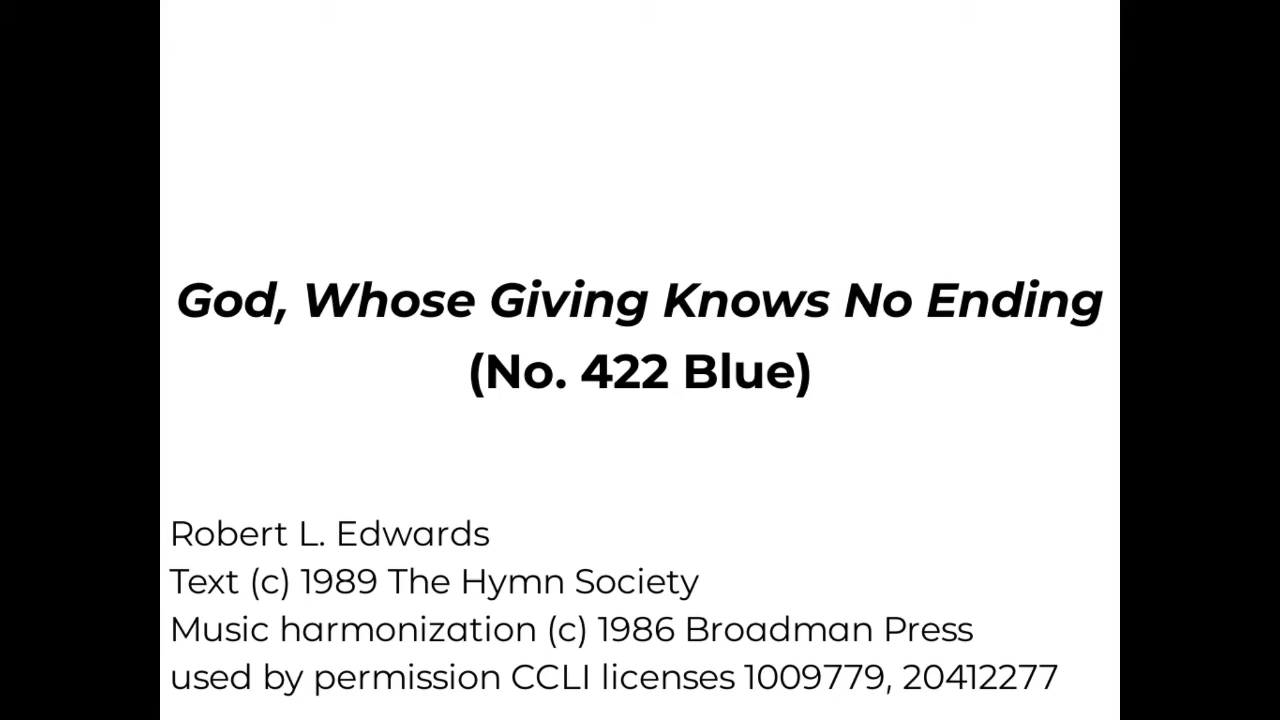 God, Whose Giving Knows No Ending
(No. 422 Blue)
Robert L. Edwards
Text (c) 1989 The Hymn Society
Music harmonization (c) 1986 Broadman Press
used by permission CCLI licenses 1009779, 20412277